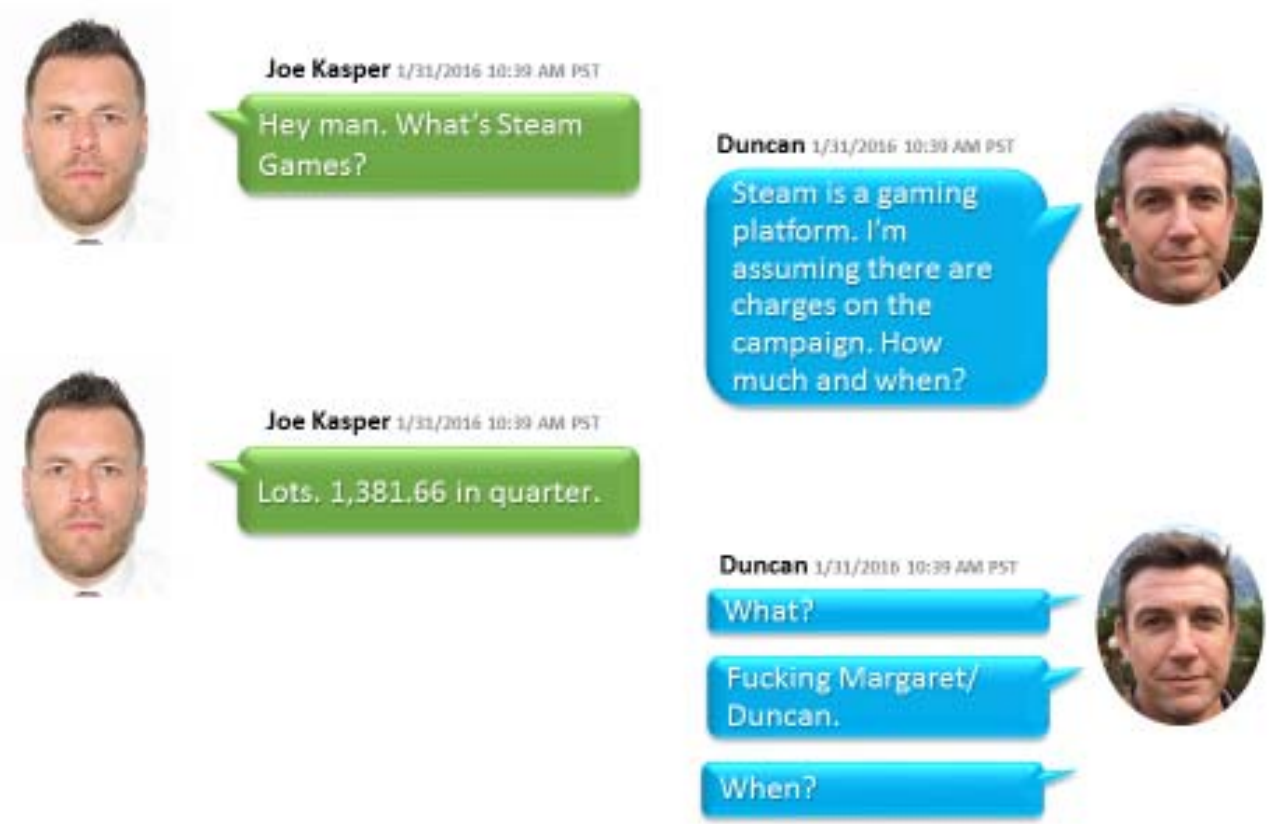 Joe Kasper 1/31/2016 10:39 AM PST
Hey man. What's Steam
Games?
Duncan 1/31/2016 10:39 AM PST
Steam is a gaming
platform. I'm
assuming there are
charges on the
campaign. How
much and when?
Joe Kasper 1/31/2016 10:39 AM PST
Lots. 1,381.66 in quarter.
Duncan 1/31/2016 10:39 AM PST
What?
Fucking Margaret/
Duncan.
When?